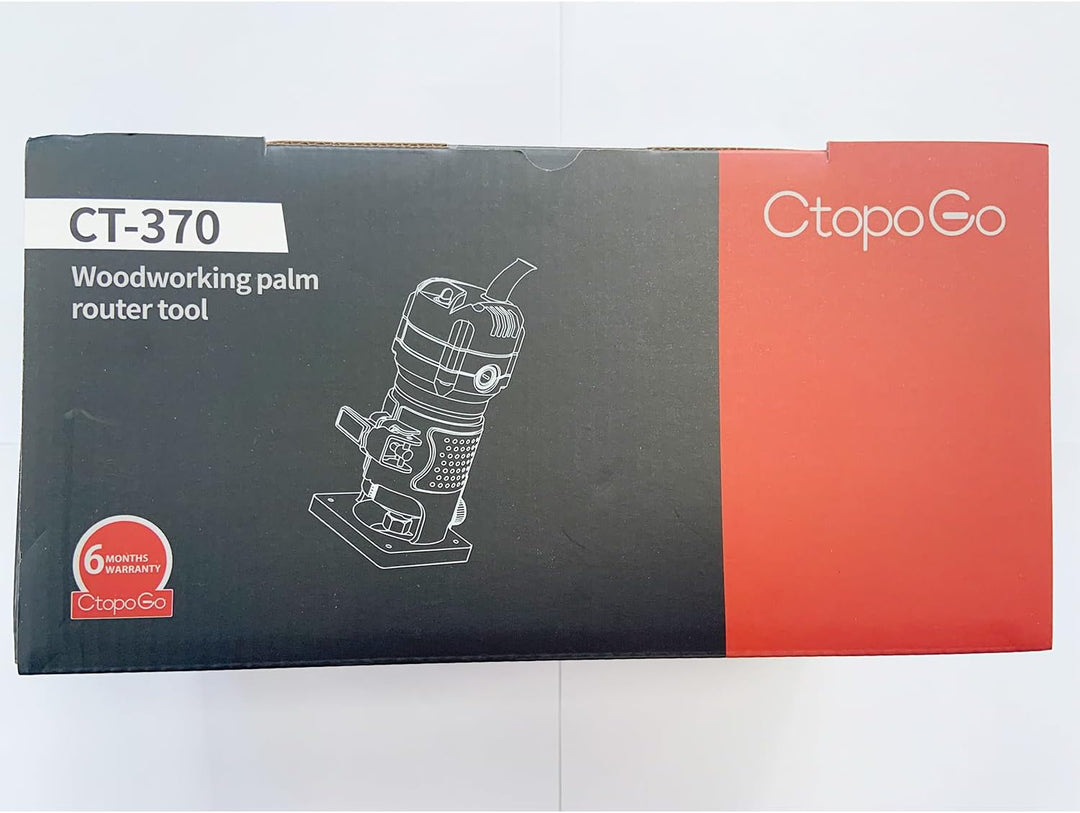 CT-370
Woodworking palm
router tool
CtopoGo
6 MONTHS
WARRANTY
CtopoGo